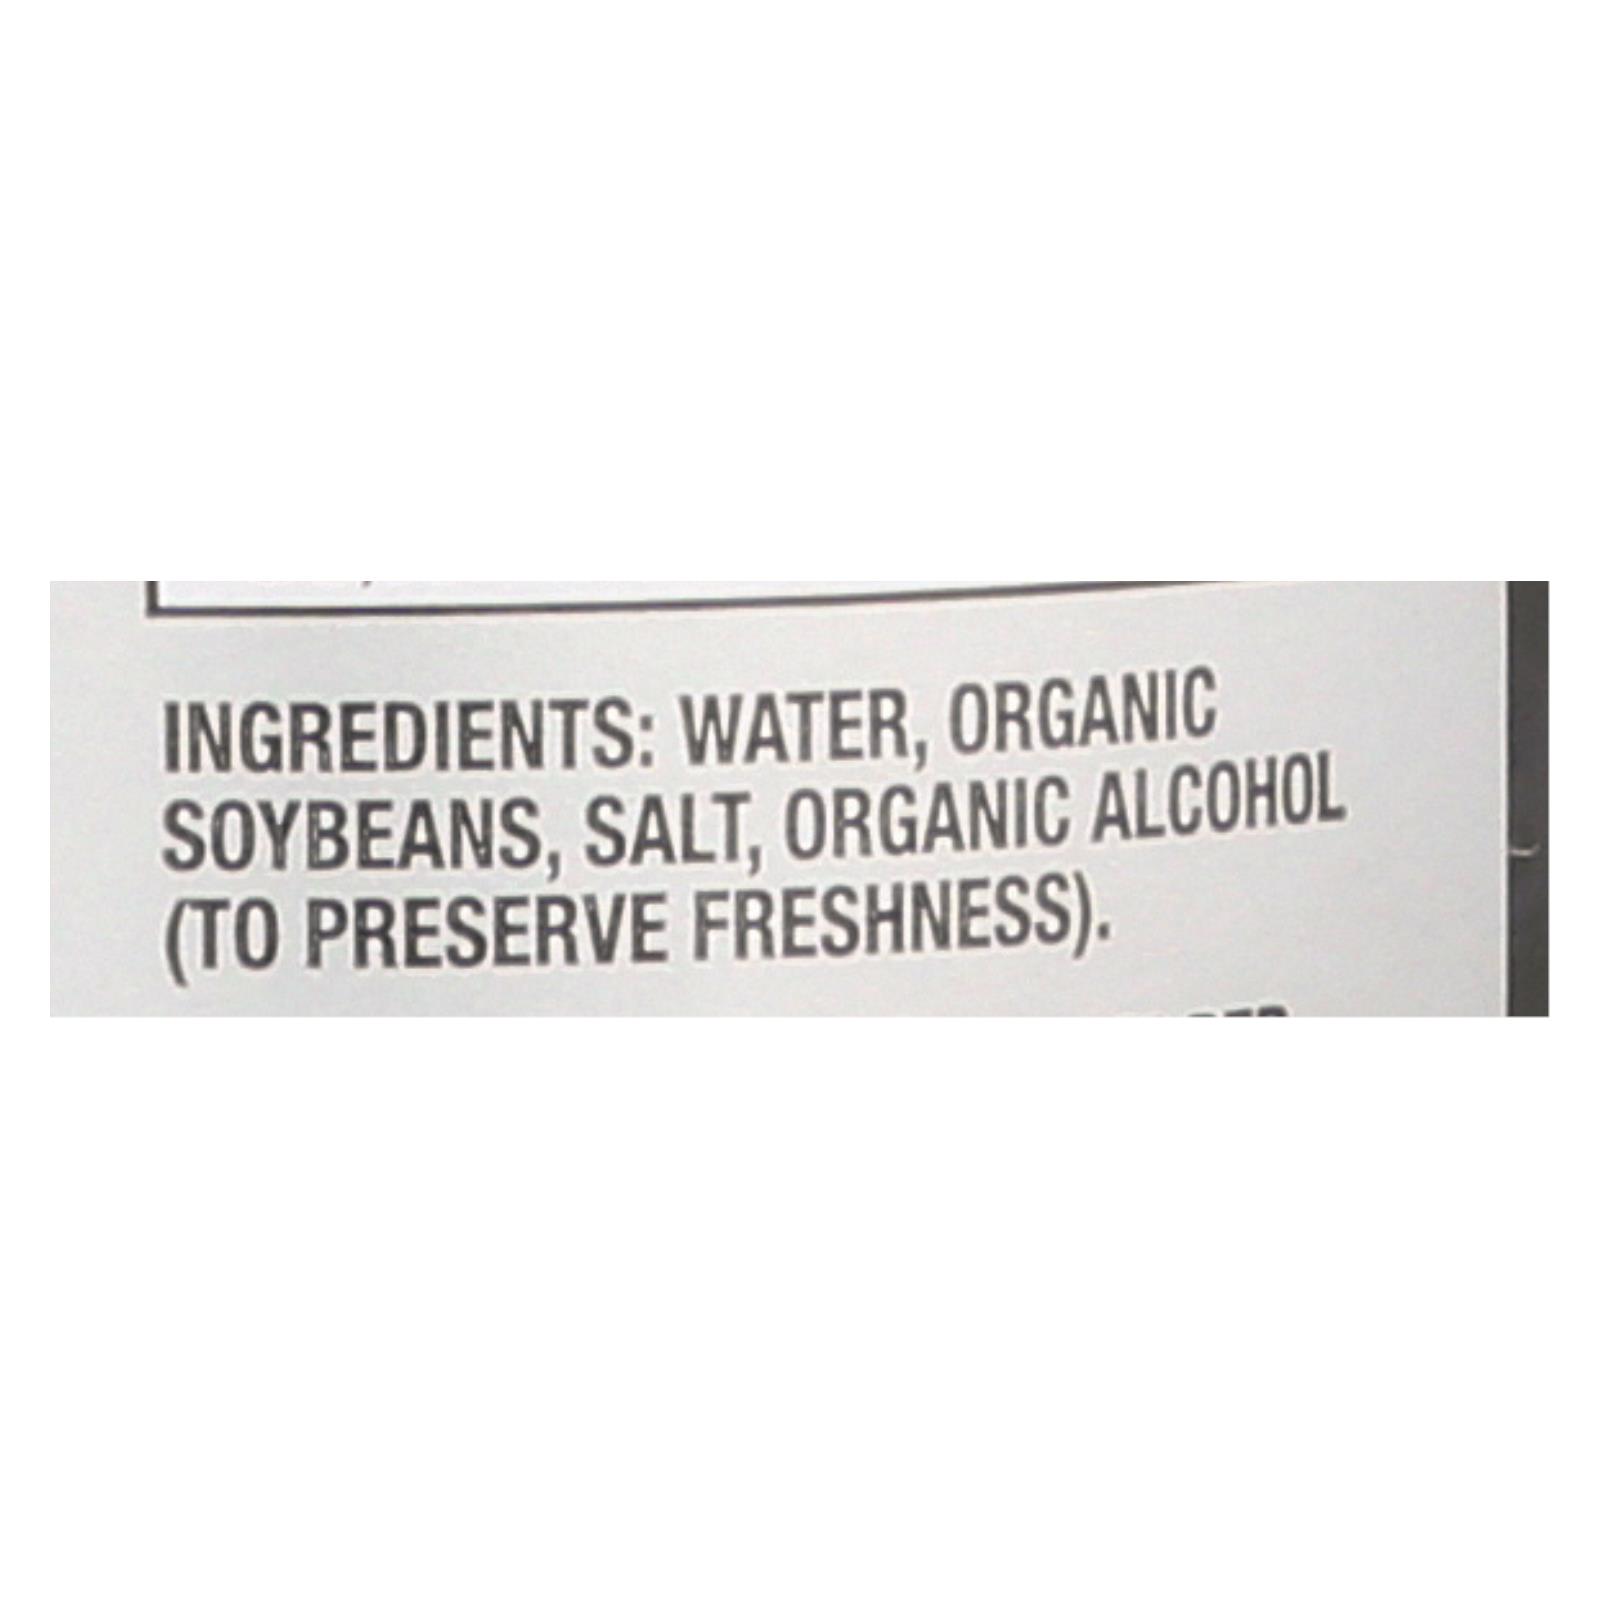 INGREDIENTS: WATER, ORGANIC
SOYBEANS, SALT, ORGANIC ALCOHOL
(TO PRESERVE FRESHNESS).